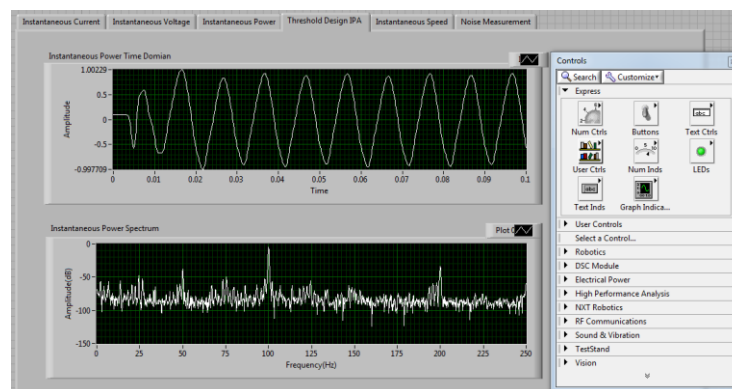 Instantaneous Current Instantaneous Voltage Instantaneous Power Threshold Design IPA Instantaneous Speed Noise Measurement
Instantaneous Power Time Domian
1.00229
0.5
0
-0.5
-0.997709
Amplitude
0 0.01 0.02 0.03 0.04 0.05 0.06 0.07 0.08 0.09 0.1
Time
Instantaneous Power Spectrum
Plot
0
-50
-100
-150
Amplitude(dB)
0 25 50 75 100 125 150 175 200 225 250
Frequency(Hz)
Controls
Search Customize
Express
Num Ctrls Buttons Text Ctrls
User Ctrls Num Inds LEDs
Text Inds Graph Indica...
User Controls
Select a Control...
Robotics
DSC Module
Electrical Power
High Performance Analysis
NXT Robotics
RF Communications
Sound & Vibration
TestStand
Vision